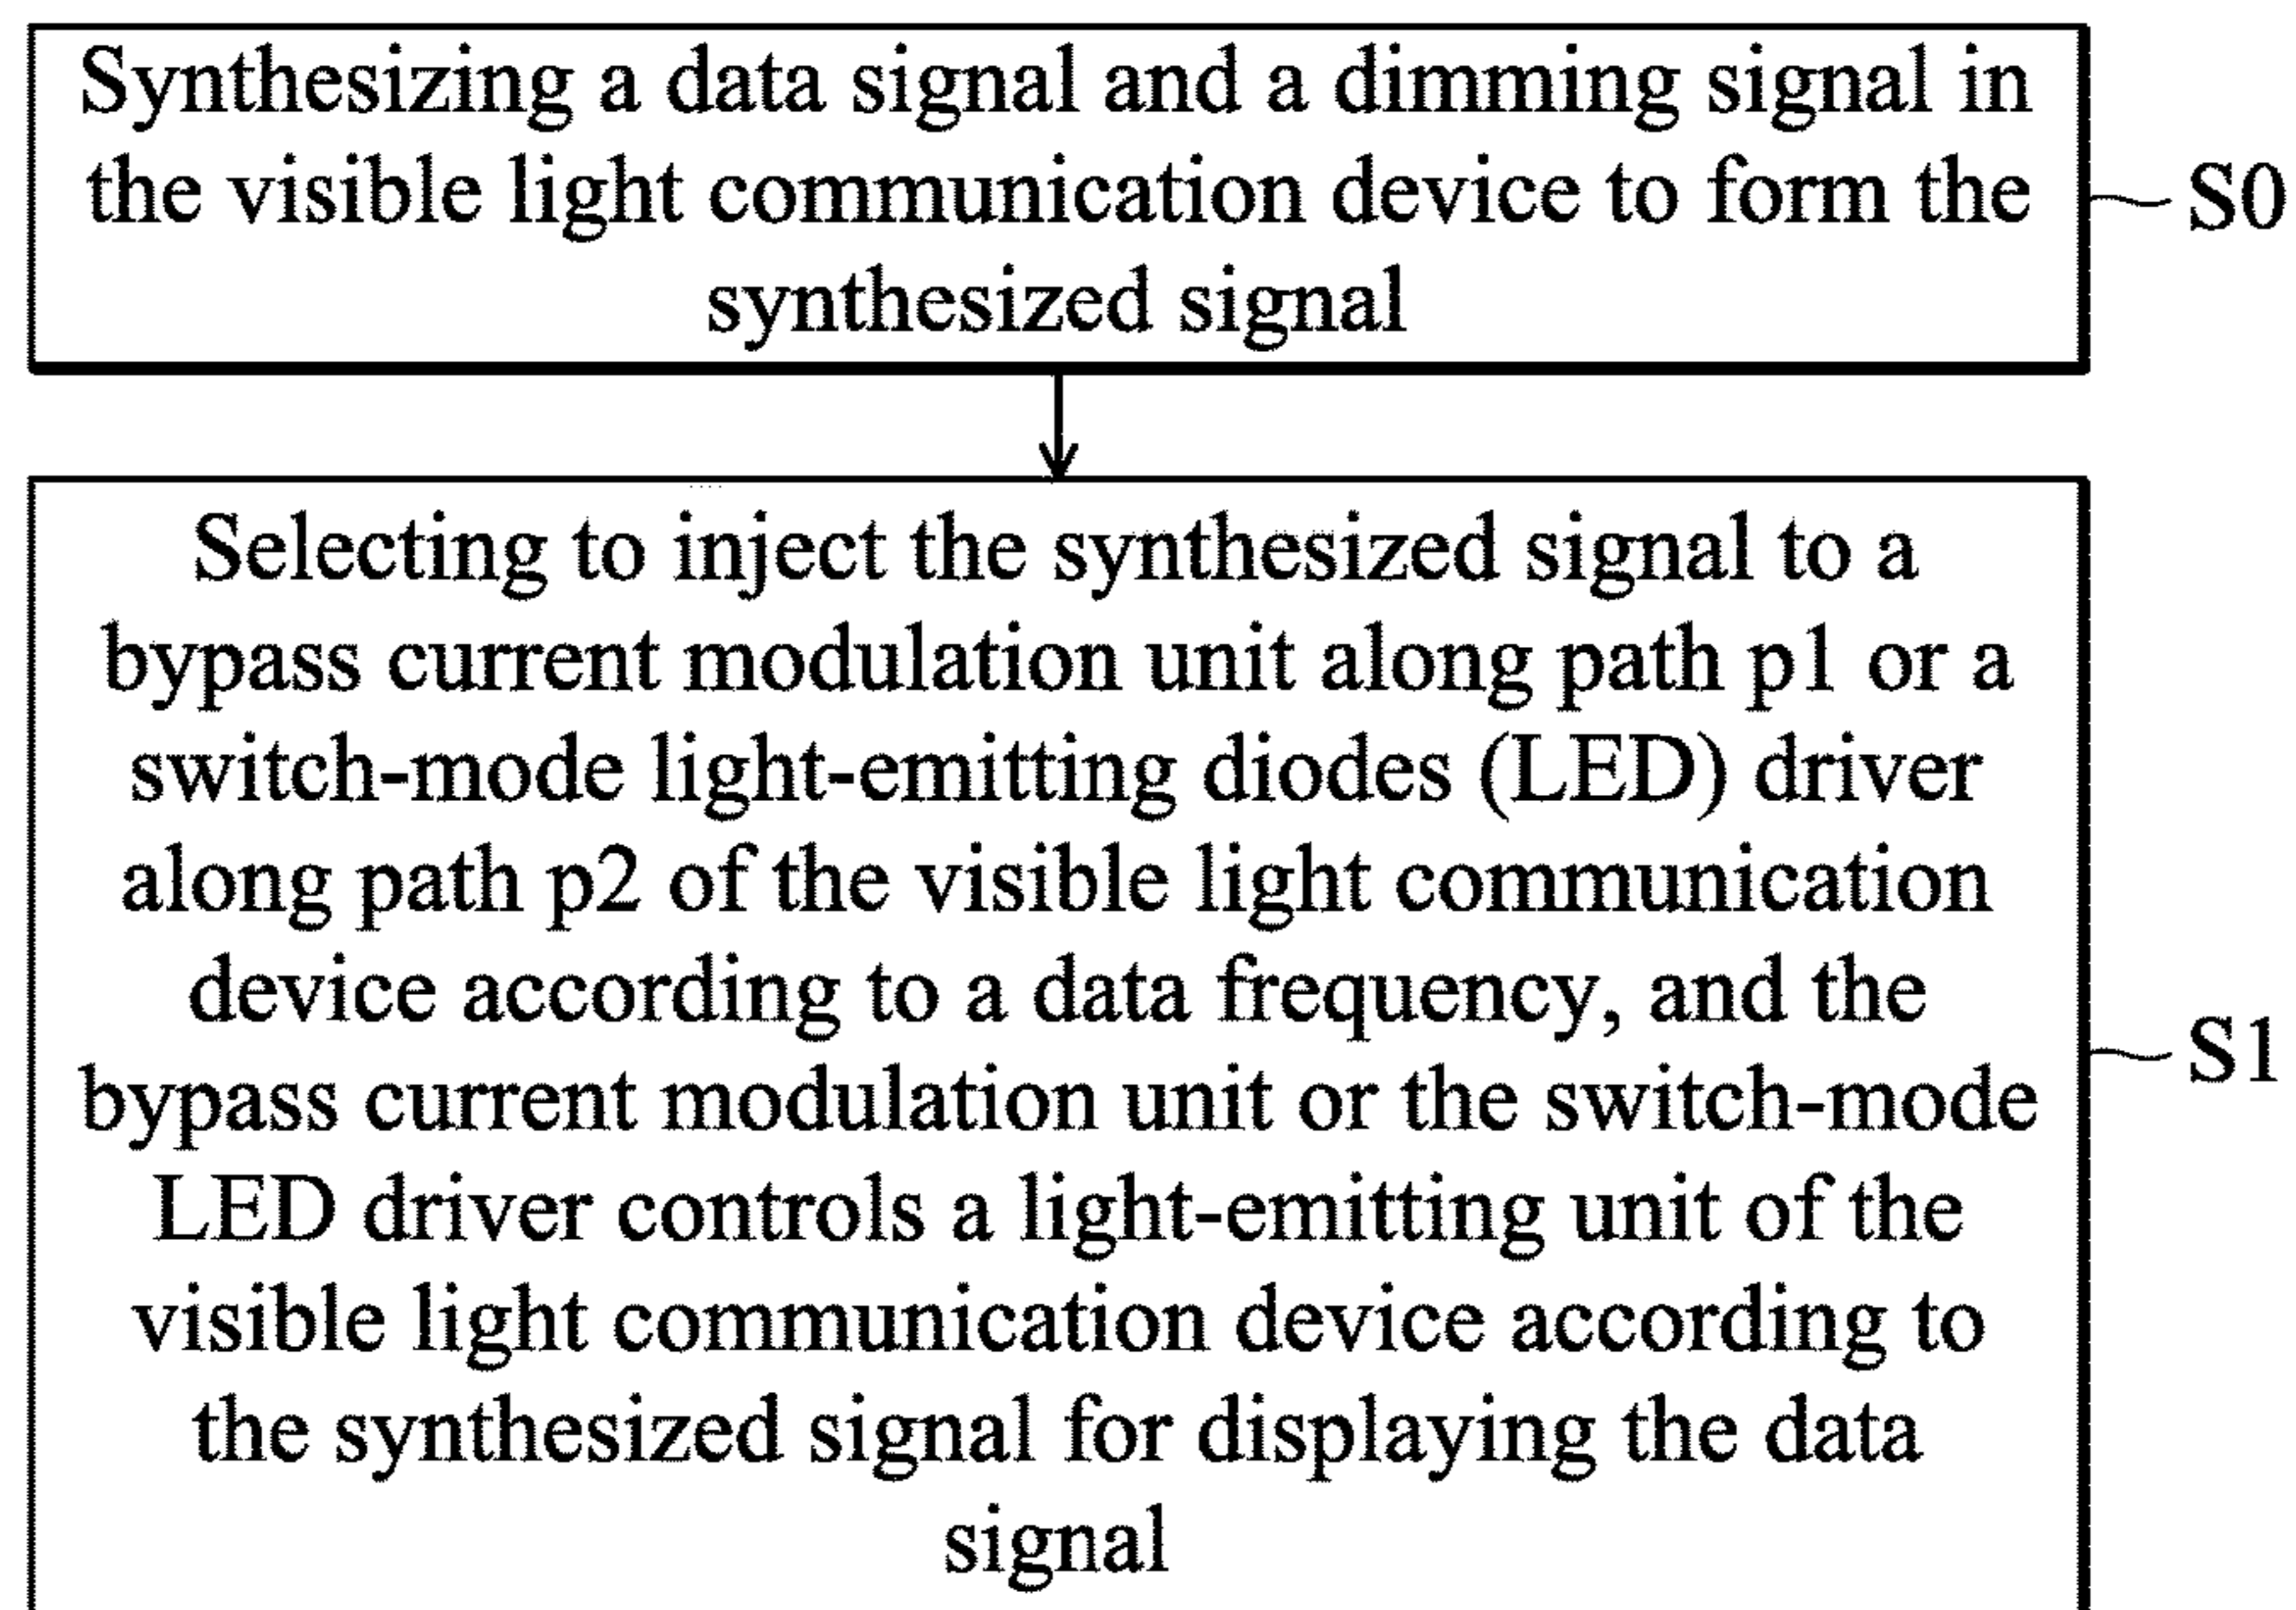 Synthesizing a data signal and a dimming signal in
the visible light communication device to form the
synthesized signal
S0
Selecting to inject the synthesized signal to a
bypass current modulation unit along path p1 or a
switch-mode light-emitting diodes (LED) driver
along path p2 of the visible light communication
device according to a data frequency, and the
bypass current modulation unit or the switch-mode
LED driver controls a light-emitting unit of the
visible light communication device according to
the synthesized signal for displaying the data
signal
S1